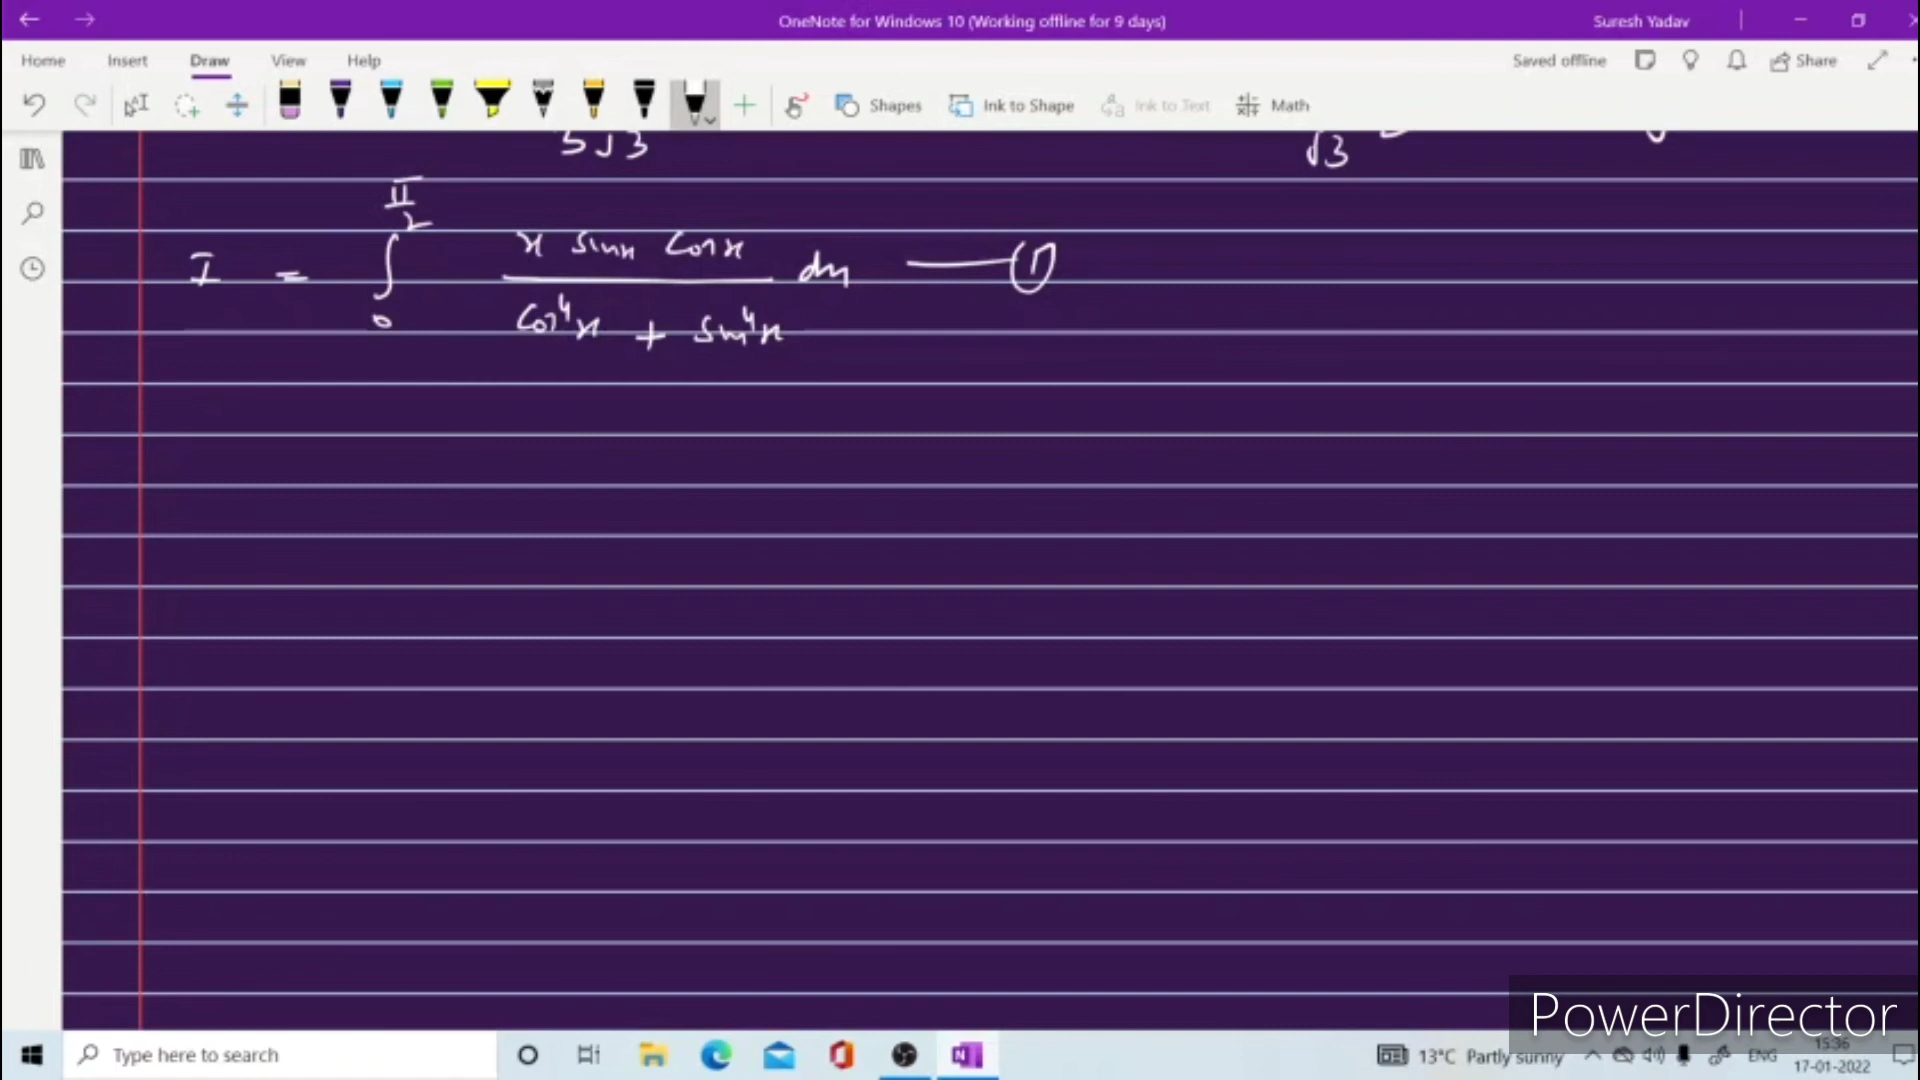 OneNote for Windows 10 (Working offline for 9 days)
Suresh Yadav
Home Insert Draw View Help
Saved offline Share
Shapes Ink to Shape Ink to Text Math
5√3 √3
I = ∫₀^(π/2) (x sinx cosx)/(cos⁴x + sin⁴x) dx —— ①
PowerDirector
Type here to search
13°C Partly sunny
ENG
15:36
17-01-2022